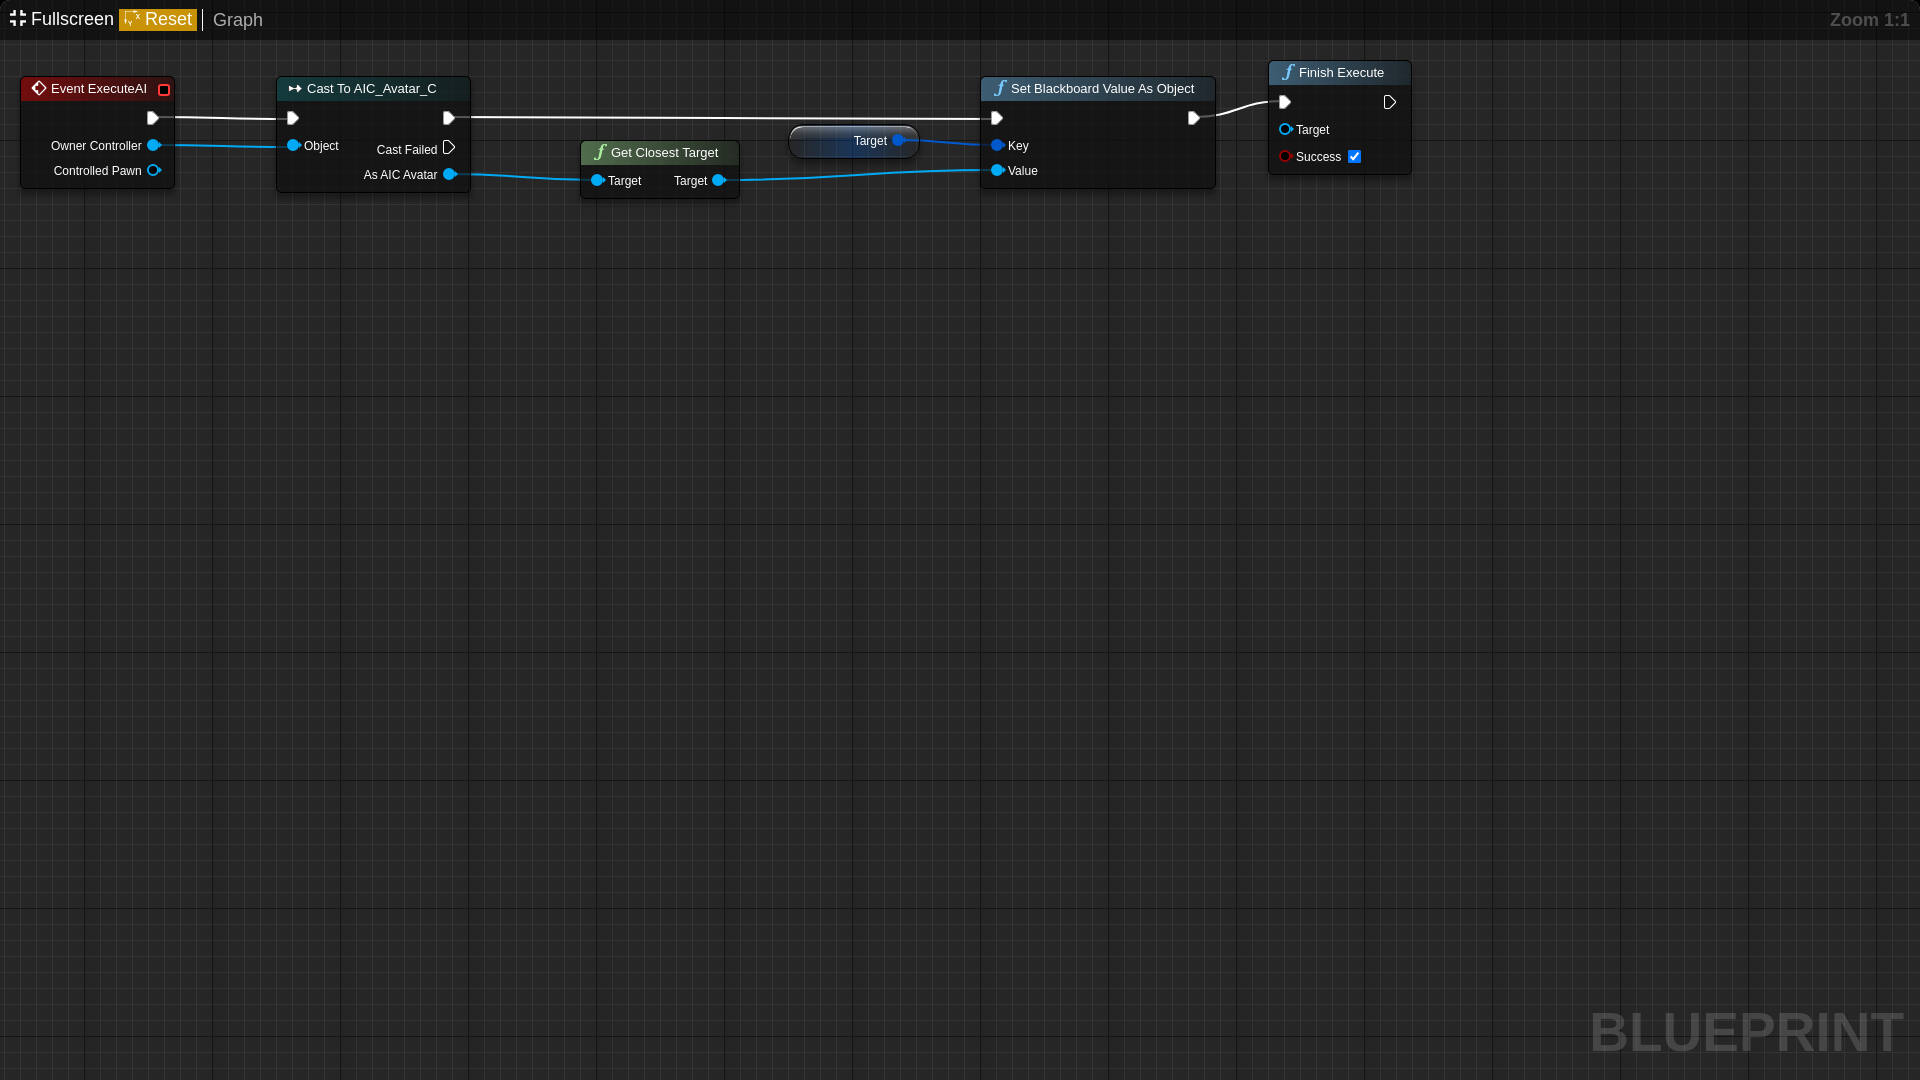 Fullscreen Reset Graph Zoom 1:1
Event ExecuteAI
Owner Controller
Controlled Pawn
Cast To AIC_Avatar_C
Object
Cast Failed
As AIC Avatar
Get Closest Target
Target Target
Target
Set Blackboard Value As Object
Key
Value
Finish Execute
Target
Success
BLUEPRINT